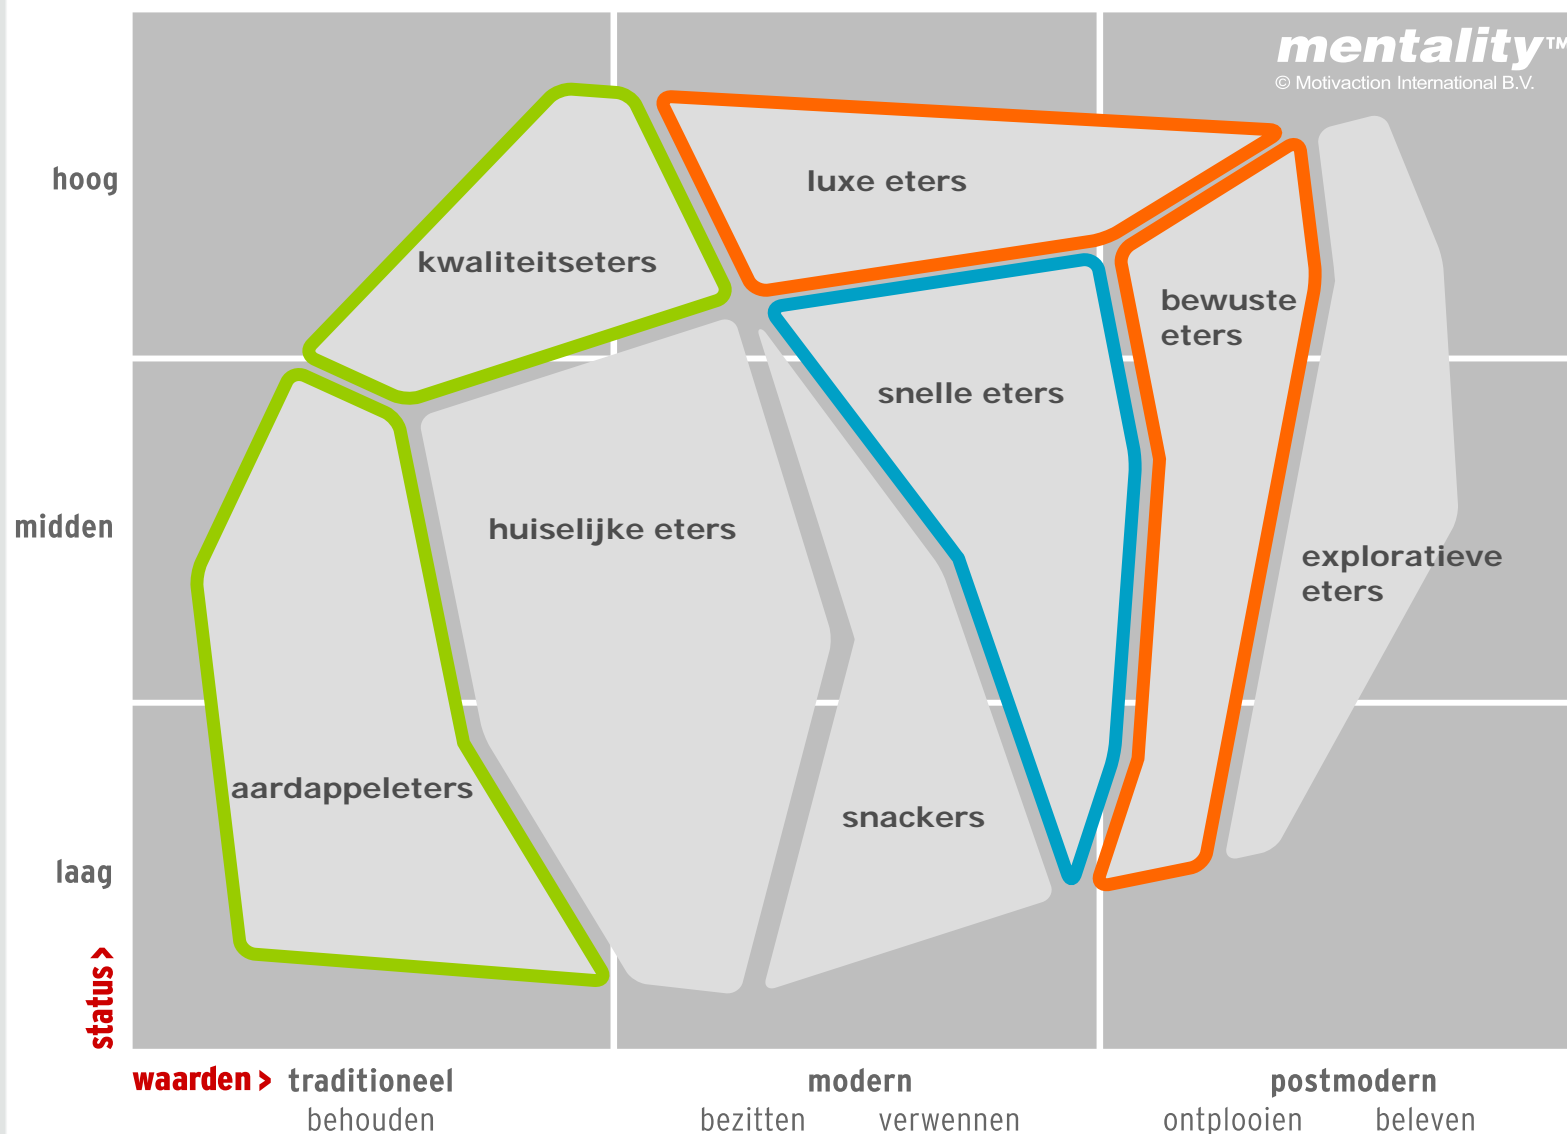 mentality™
© Motivaction International B.V.
hoog
luxe eters
kwaliteitseters
bewuste
eters
snelle eters
midden
huiselijke eters
exploratieve
eters
aardappeleters
snackers
laag
status >
waarden > traditioneel modern postmodern
behouden bezitten verwennen ontplooien beleven